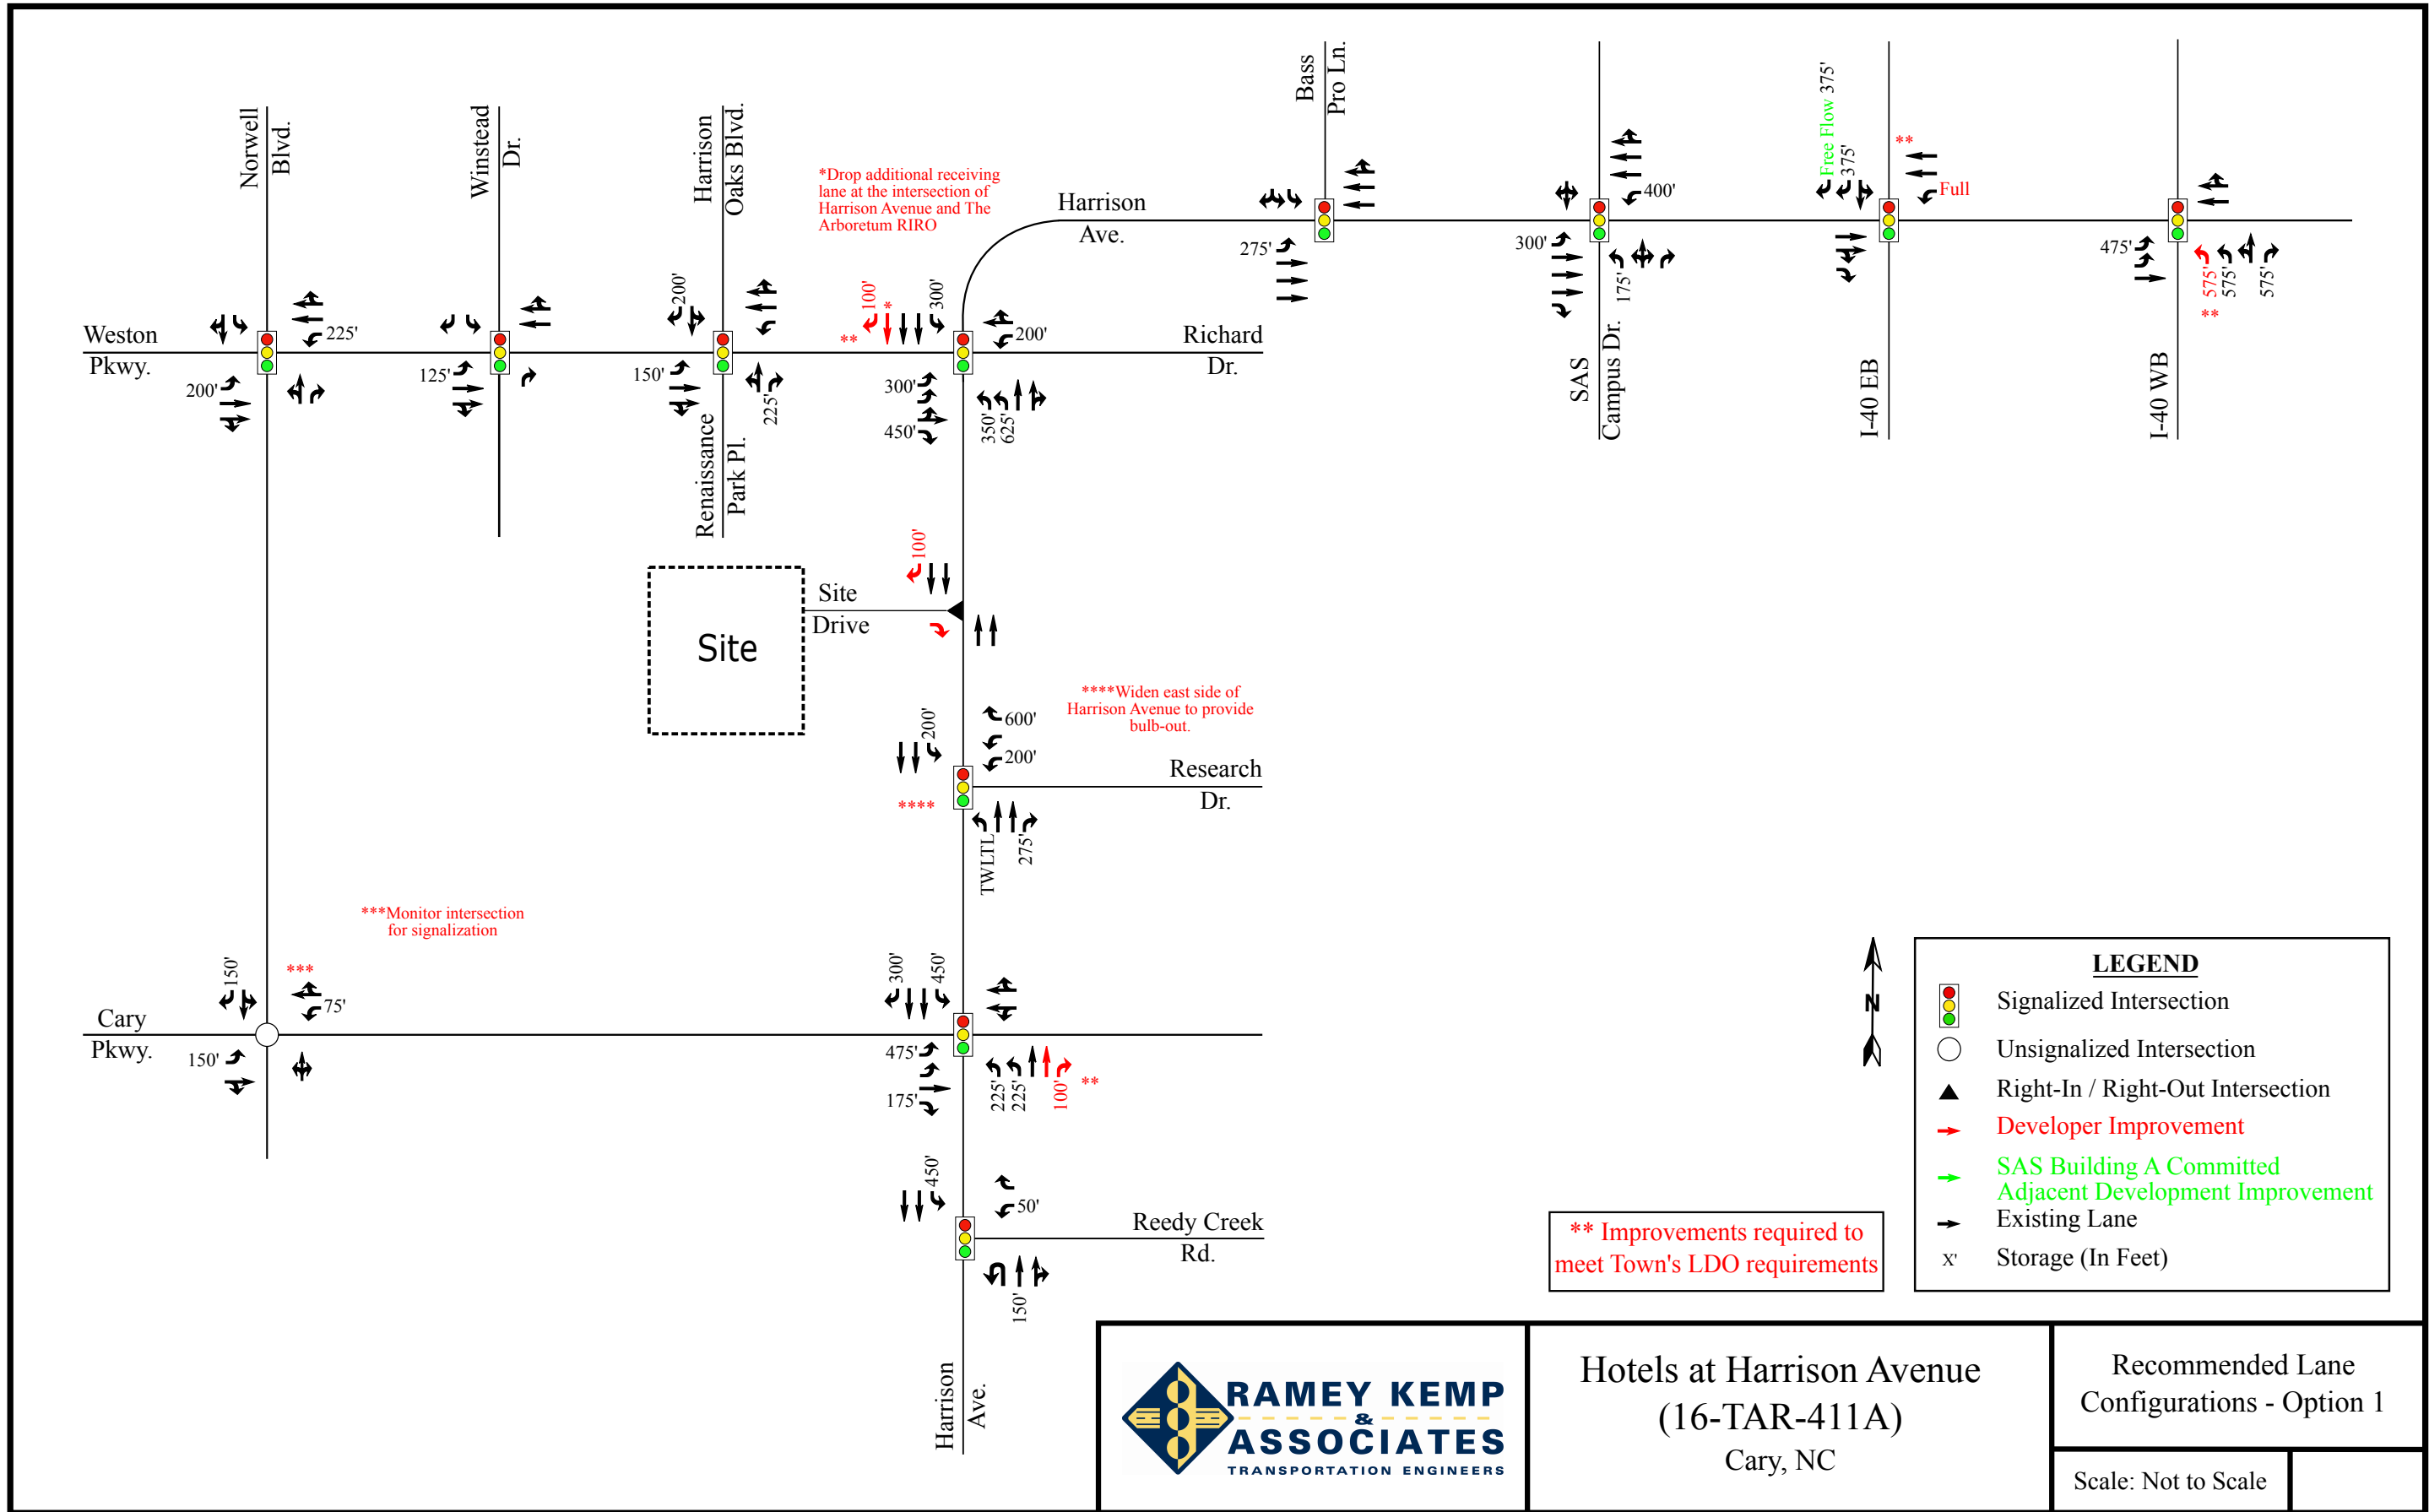 Norwell
Blvd.
Winstead
Dr.
Harrison
Oaks Blvd.
*Drop additional receiving
lane at the intersection of
Harrison Avenue and The
Arboretum RIRO
Harrison
Ave.
Bass
Pro Ln.
Free Flow 375'
375'
**
Full
400'
275'
300'
175'
475'
575'
575'
575'
**
SAS
Campus Dr.
I-40 EB
I-40 WB
Weston
Pkwy.
225'
200'
125'
200'
150'
225'
Renaissance
Park Pl.
**
100'
*
300'
200'
300'
450'
350'
625'
Richard
Dr.
100'
Site
Site
Drive
****Widen east side of
Harrison Avenue to provide
bulb-out.
200'
600'
200'
****
Research
Dr.
TWLTL
275'
***Monitor intersection
for signalization
150'
***
75'
Cary
Pkwy.
150'
300'
450'
475'
175'
225'
225'
100'
**
450'
50'
Reedy Creek
Rd.
150'
Harrison
Ave.
N
LEGEND
Signalized Intersection
Unsignalized Intersection
Right-In / Right-Out Intersection
Developer Improvement
SAS Building A Committed
Adjacent Development Improvement
Existing Lane
X' Storage (In Feet)
** Improvements required to
meet Town's LDO requirements
RAMEY KEMP
&
ASSOCIATES
TRANSPORTATION ENGINEERS
Hotels at Harrison Avenue
(16-TAR-411A)
Cary, NC
Recommended Lane
Configurations - Option 1
Scale: Not to Scale